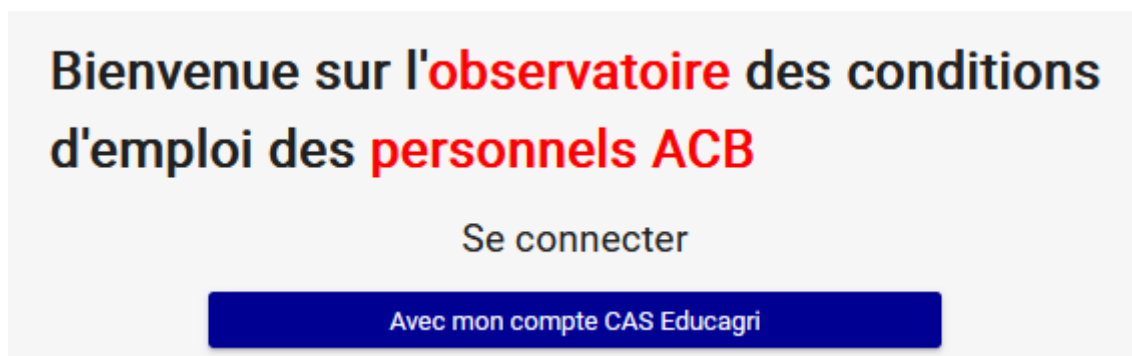 Bienvenue sur l'observatoire des conditions
d'emploi des personnels ACB
Se connecter
Avec mon compte CAS Educagri